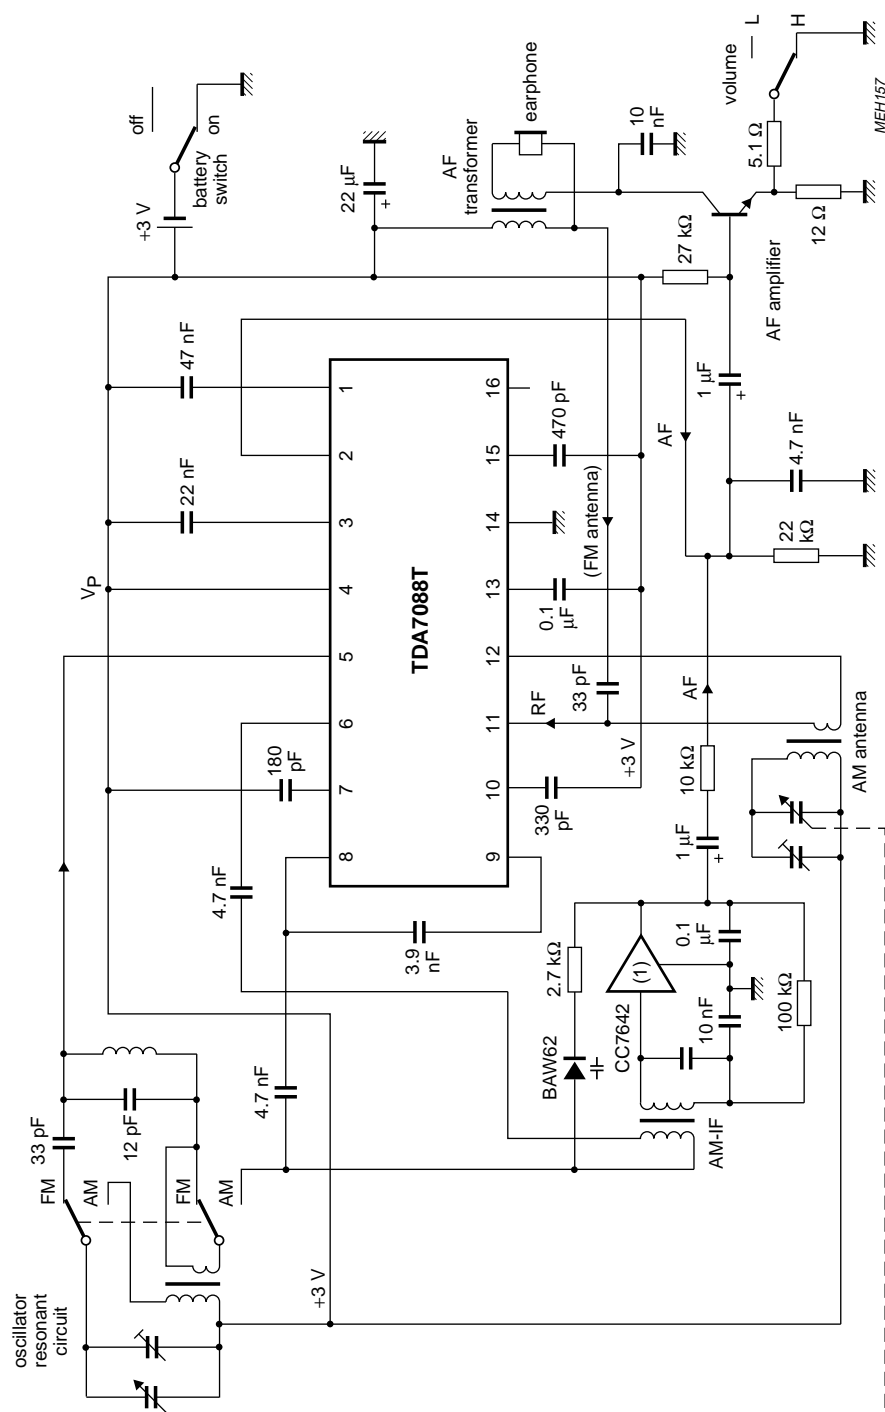 oscillator
resonant
circuit
FM
AM
FM
AM
33 pF
12 pF
+3 V
4.7 nF
4.7 nF
3.9
nF
180
pF
VP
22 nF
47 nF
+3 V
battery
switch
off
on
22 μF
AF
transformer
earphone
10
nF
8
7
6
5
4
3
2
1
TDA7088T
9
10
11
12
13
14
15
16
330
pF
+3 V
RF
33 pF
(FM antenna)
0.1
μF
470 pF
AF
27 kΩ
1 μF
AF amplifier
4.7 nF
22
kΩ
12 Ω
5.1 Ω
volume
L
H
AM-IF
BAW62
2.7 kΩ
CC7642
(1)
10 nF
0.1
μF
100 kΩ
1 μF
10 kΩ
AF
AM antenna
+
+
+
MEH157